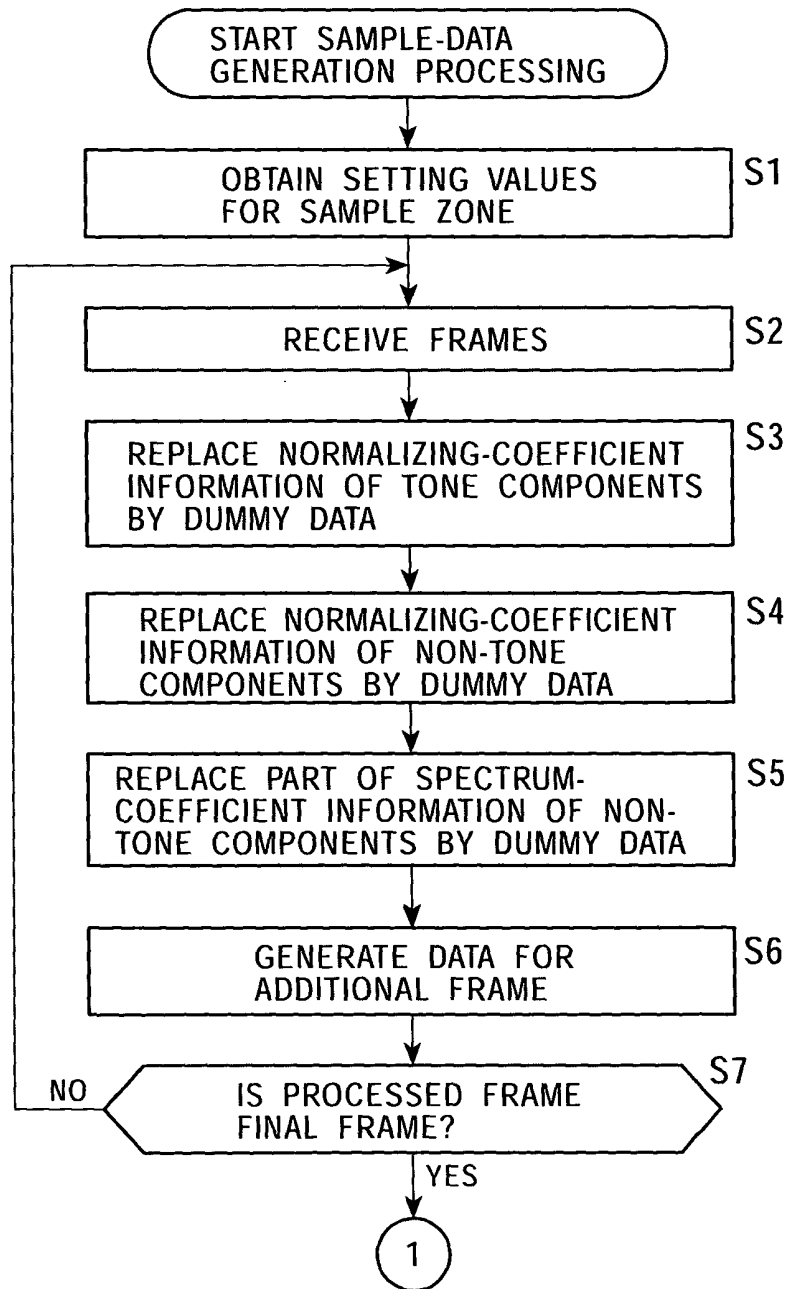 START SAMPLE-DATA
GENERATION PROCESSING
OBTAIN SETTING VALUES
FOR SAMPLE ZONE
S1
RECEIVE FRAMES
S2
REPLACE NORMALIZING-COEFFICIENT
INFORMATION OF TONE COMPONENTS
BY DUMMY DATA
S3
REPLACE NORMALIZING-COEFFICIENT
INFORMATION OF NON-TONE
COMPONENTS BY DUMMY DATA
S4
REPLACE PART OF SPECTRUM-
COEFFICIENT INFORMATION OF NON-
TONE COMPONENTS BY DUMMY DATA
S5
GENERATE DATA FOR
ADDITIONAL FRAME
S6
IS PROCESSED FRAME
FINAL FRAME?
S7
NO
YES
1